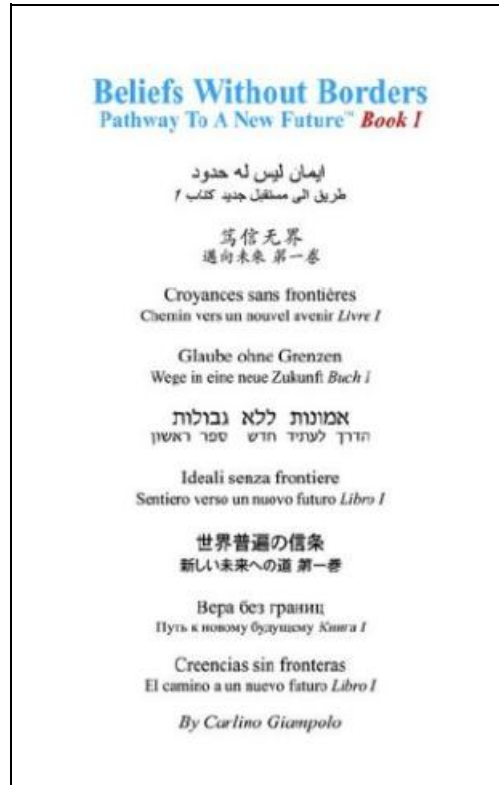 Beliefs Without Borders
Pathway To A New Future™ Book I
ايمان ليس له حدود
طريق الى مستقبل جديد كتاب ١
笃信无界
邁向未來 第一卷
Croyances sans frontières
Chemin vers un nouvel avenir Livre I
Glaube ohne Grenzen
Wege in eine neue Zukunft Buch I
אמונות ללא גבולות
הדרך לעתיד חדש ספר ראשון
Ideali senza frontiere
Sentiero verso un nuovo futuro Libro I
世界普遍の信条
新しい未来への道 第一巻
Вера без границ
Путь к новому будущему Книга I
Creencias sin fronteras
El camino a un nuevo futuro Libro I
By Carlino Giampolo